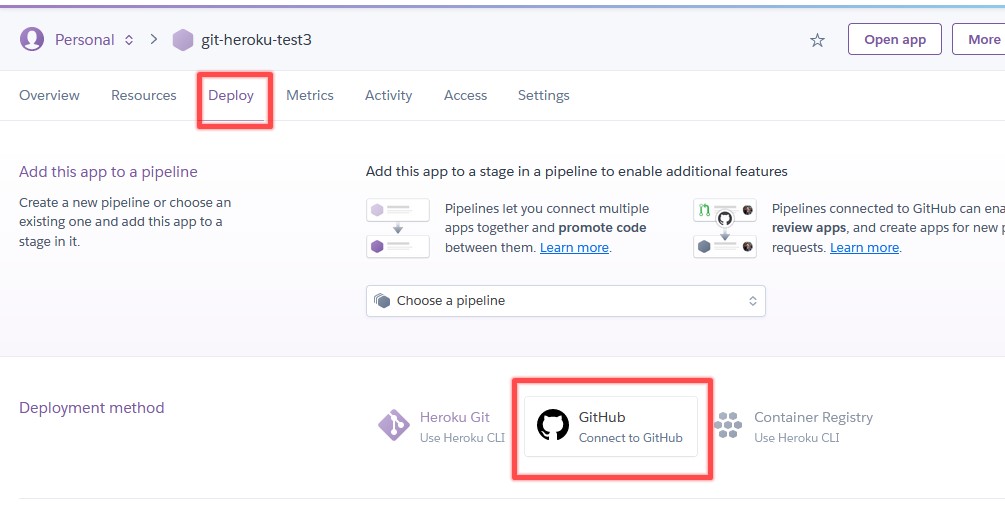 Personal
git-heroku-test3
Open app
More
Overview
Resources
Deploy
Metrics
Activity
Access
Settings
Add this app to a pipeline
Create a new pipeline or choose an
existing one and add this app to a
stage in it.
Add this app to a stage in a pipeline to enable additional features
Pipelines let you connect multiple
apps together and promote code
between them. Learn more.
Pipelines connected to GitHub can ena
review apps, and create apps for new p
requests. Learn more.
Choose a pipeline
Deployment method
Heroku Git
Use Heroku CLI
GitHub
Connect to GitHub
Container Registry
Use Heroku CLI